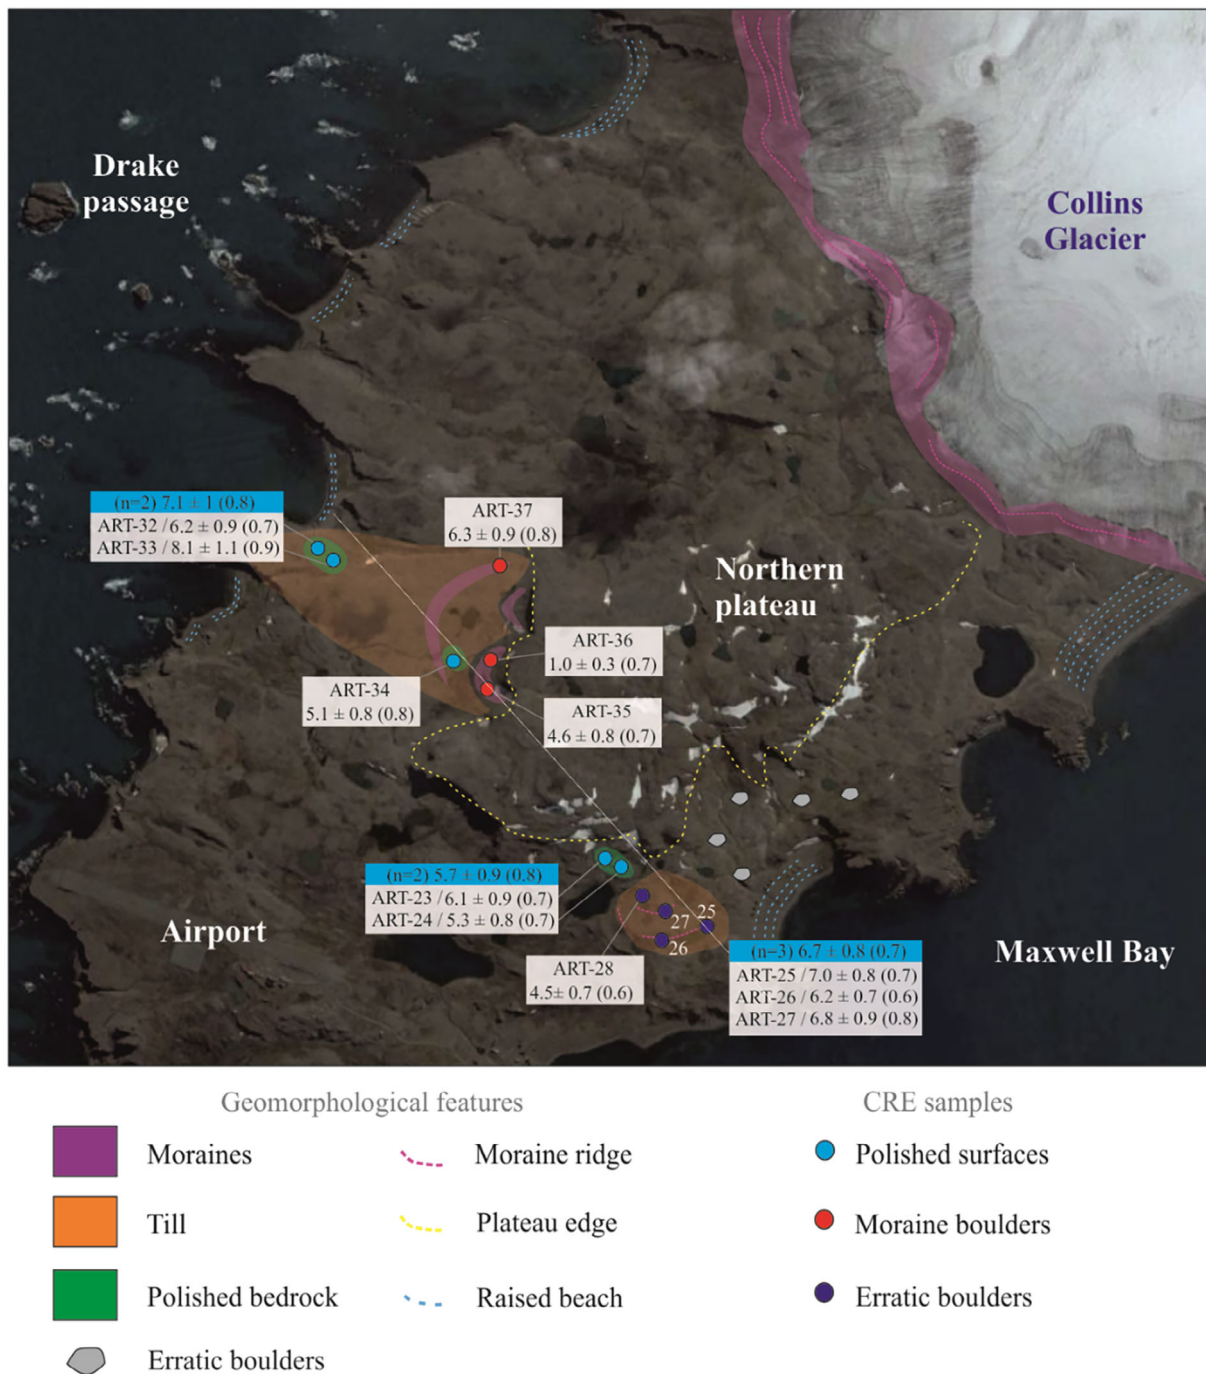 Drake
passage
Collins
Glacier
(n=2) 7.1 ± 1 (0.8)
ART-32 / 6.2 ± 0.9 (0.7)
ART-33 / 8.1 ± 1.1 (0.9)
ART-37
6.3 ± 0.9 (0.8)
Northern
plateau
ART-36
1.0 ± 0.3 (0.7)
ART-34
5.1 ± 0.8 (0.8)
ART-35
4.6 ± 0.8 (0.7)
(n=2) 5.7 ± 0.9 (0.8)
ART-23 / 6.1 ± 0.9 (0.7)
ART-24 / 5.3 ± 0.8 (0.7)
Airport
25
27
26
ART-28
4.5± 0.7 (0.6)
(n=3) 6.7 ± 0.8 (0.7)
ART-25 / 7.0 ± 0.8 (0.7)
ART-26 / 6.2 ± 0.7 (0.6)
ART-27 / 6.8 ± 0.9 (0.8)
Maxwell Bay
Geomorphological features
CRE samples
Moraines
Moraine ridge
Polished surfaces
Till
Plateau edge
Moraine boulders
Polished bedrock
Raised beach
Erratic boulders
Erratic boulders